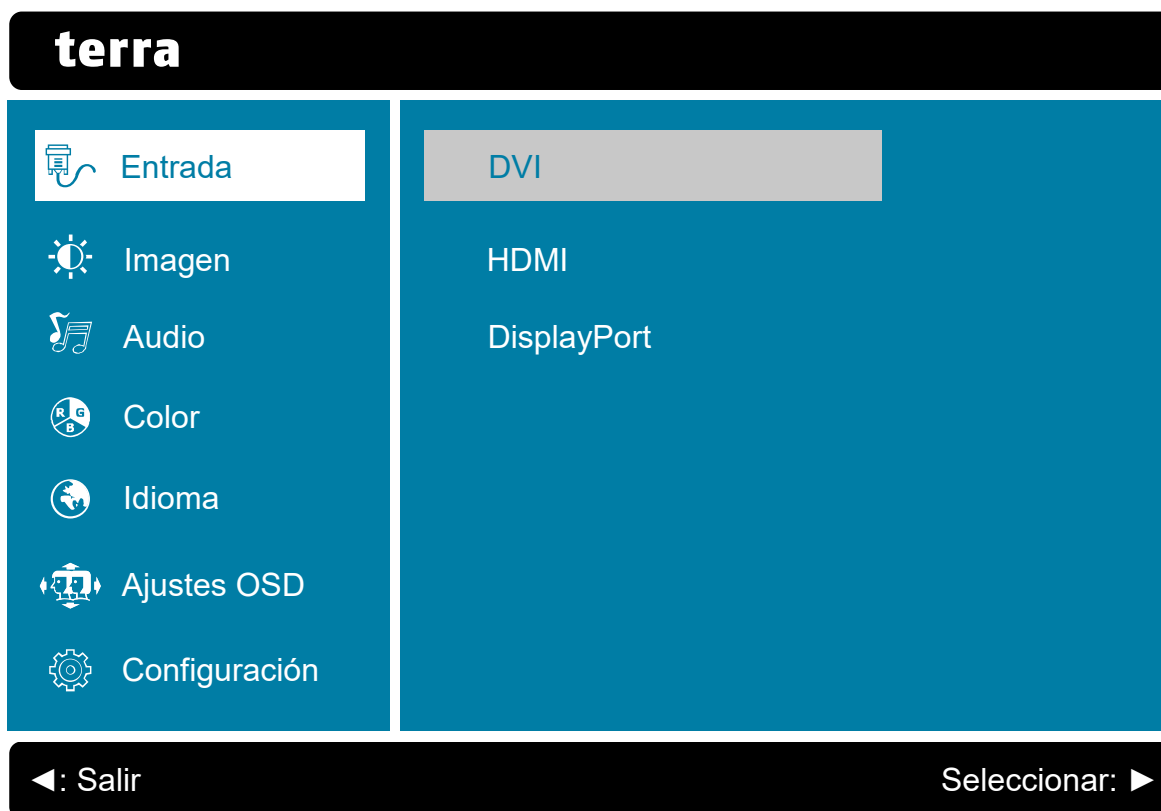 terra
Entrada
Imagen
Audio
R G B
Color
Idioma
Ajustes OSD
Configuración
DVI
HDMI
DisplayPort
◄: Salir
Seleccionar: ►